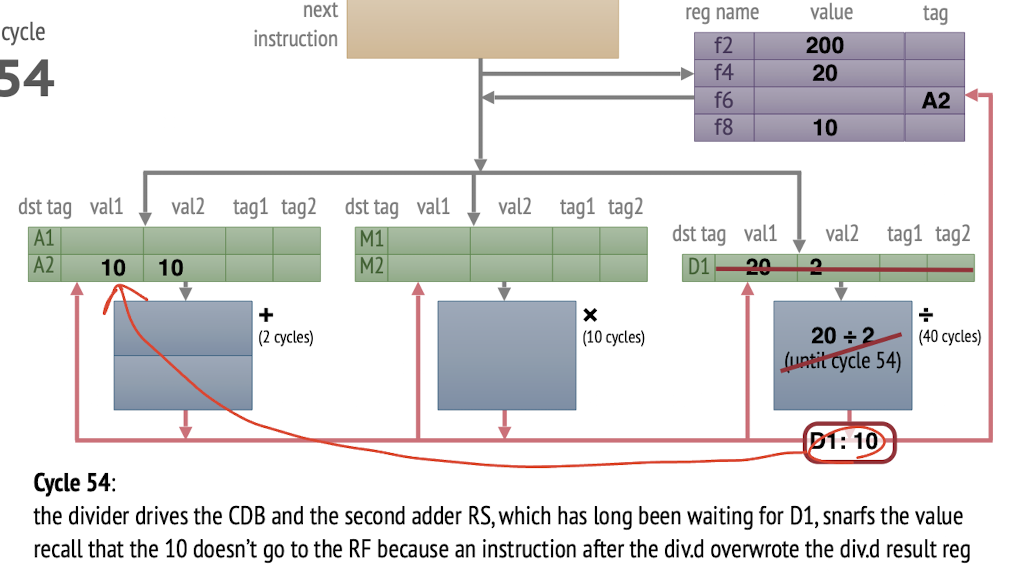 cycle
54
next
instruction
reg name value tag
f2 200
f4 20
f6 A2
f8 10
dst tag val1 val2 tag1 tag2
A1
A2 10 10
+
(2 cycles)
dst tag val1 val2 tag1 tag2
M1
M2
×
(10 cycles)
dst tag val1 val2 tag1 tag2
D1 20 2
20 ÷ 2
(until cycle 54)
÷
(40 cycles)
D1: 10
Cycle 54:
the divider drives the CDB and the second adder RS, which has long been waiting for D1, snarfs the value
recall that the 10 doesn't go to the RF because an instruction after the div.d overwrote the div.d result reg